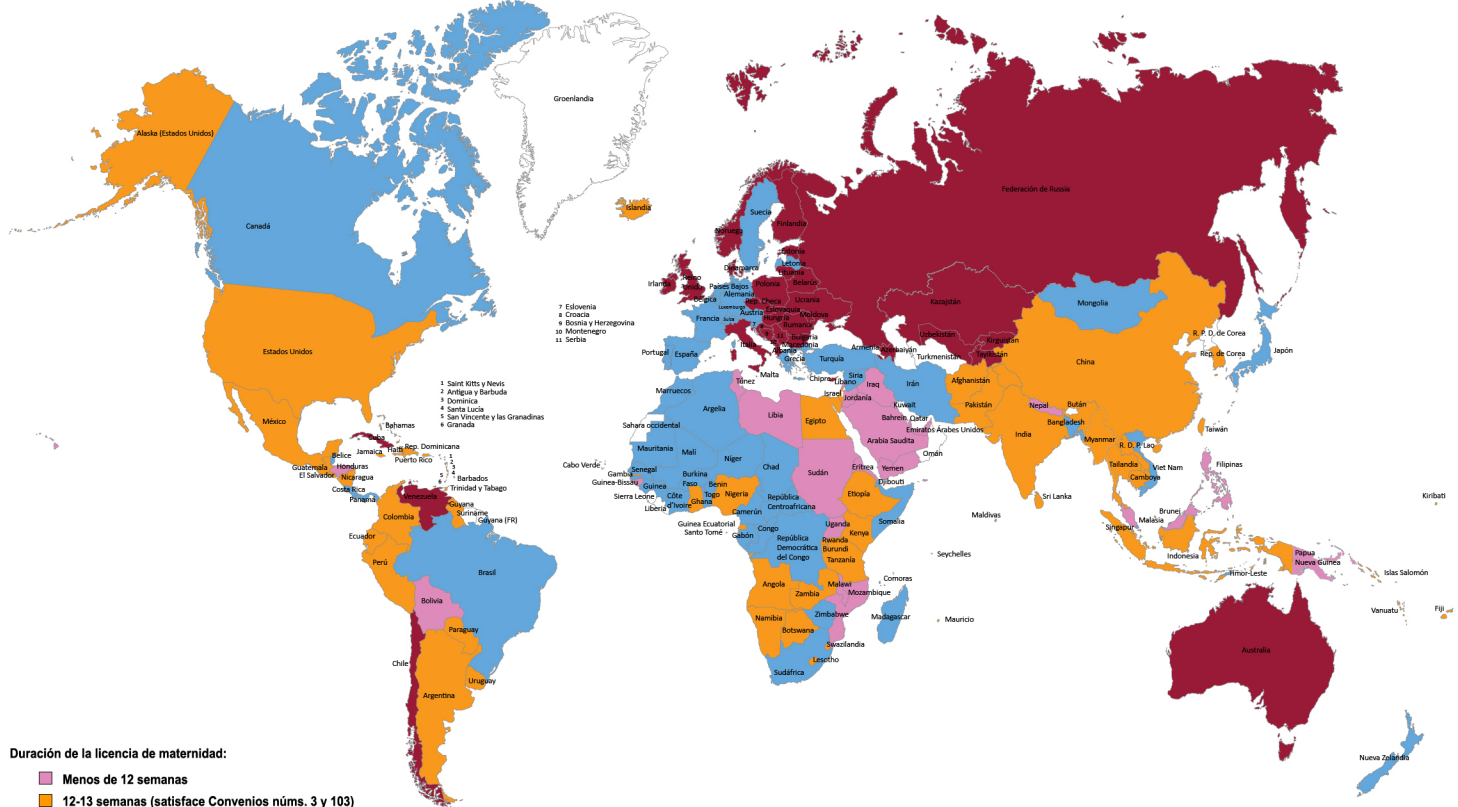 Groenlandia
Alaska (Estados Unidos)
Canadá
Islandia
Federación de Russia
Suecia
Noruega
Finlandia
Estonia
Letonia
Lituania
Dinamarca
Belarús
Irlanda
Reino
Unido
Países Bajos
Polonia
Alemania
Bélgica
Luxemburgo
Rep. Checa
Ucrania
Eslovaquia
Kazajstán
Mongolia
Francia
Suiza
Austria
Hungría
Moldova
Rumania
7 Eslovenia
8 Croacia
9 Bosnia y Herzegovina
10 Montenegro
11 Serbia
7
10
11
Italia
Bulgaria
Macedonia
Albania
Grecia
Portugal
España
Turquía
Armenia
Azerbaiyán
Uzbekistán
Kirguistán
Turkmenistán
Tayikistán
R. P. D. de Corea
Rep. de Corea
Japón
China
Estados Unidos
Malta
Chipre
Siria
Líbano
Israel
Iraq
Jordania
Irán
Afganistán
Túnez
Marruecos
Argelia
Libia
Egipto
Kuwait
Bahrein
Qatar
Emiratos Árabes Unidos
Arabia Saudita
Omán
Yemen
Pakistán
Nepal
Bután
India
Bangladesh
Myanmar
R. D. P. Lao
Taiwán
Tailandia
Viet Nam
Camboya
Filipinas
Sri Lanka
Maldivas
1 Saint Kitts y Nevis
2 Antigua y Barbuda
3 Dominica
4 Santa Lucía
5 San Vincente y las Granadinas
6 Granada
México
Bahamas
Cuba
Rep. Dominicana
Haití
Jamaica
Puerto Rico
Belice
Guatemala
Honduras
El Salvador
Nicaragua
Costa Rica
Panamá
1
2
3
4
Barbados
Trinidad y Tabago
Venezuela
Guyana
Suriname
Guyana (FR)
Colombia
Ecuador
Perú
Brasil
Bolivia
Paraguay
Chile
Argentina
Uruguay
Sahara occidental
Mauritania
Malí
Níger
Chad
Sudán
Eritrea
Djibouti
Cabo Verde
Senegal
Gambia
Guinea-Bissau
Guinea
Sierra Leone
Liberia
Côte
d'Ivoire
Burkina
Faso
Ghana
Togo
Benin
Nigeria
Camerún
República
Centroafricana
Etiopía
Somalia
Guinea Ecuatorial
Santo Tomé
Gabón
Congo
República
Democrática
del Congo
Uganda
Kenya
Rwanda
Burundi
Tanzanía
Seychelles
Comoras
Angola
Zambia
Malawi
Mozambique
Zimbabwe
Madagascar
Mauricio
Namibia
Botswana
Swazilandia
Lesotho
Sudáfrica
Brunei
Malasia
Singapur
Indonesia
Timor-Leste
Papua
Nueva Guinea
Kiribati
Islas Salomón
Vanuatu
Fiji
Australia
Nueva Zelandia
Duración de la licencia de maternidad:
Menos de 12 semanas
12-13 semanas (satisface Convenios núms. 3 y 103)